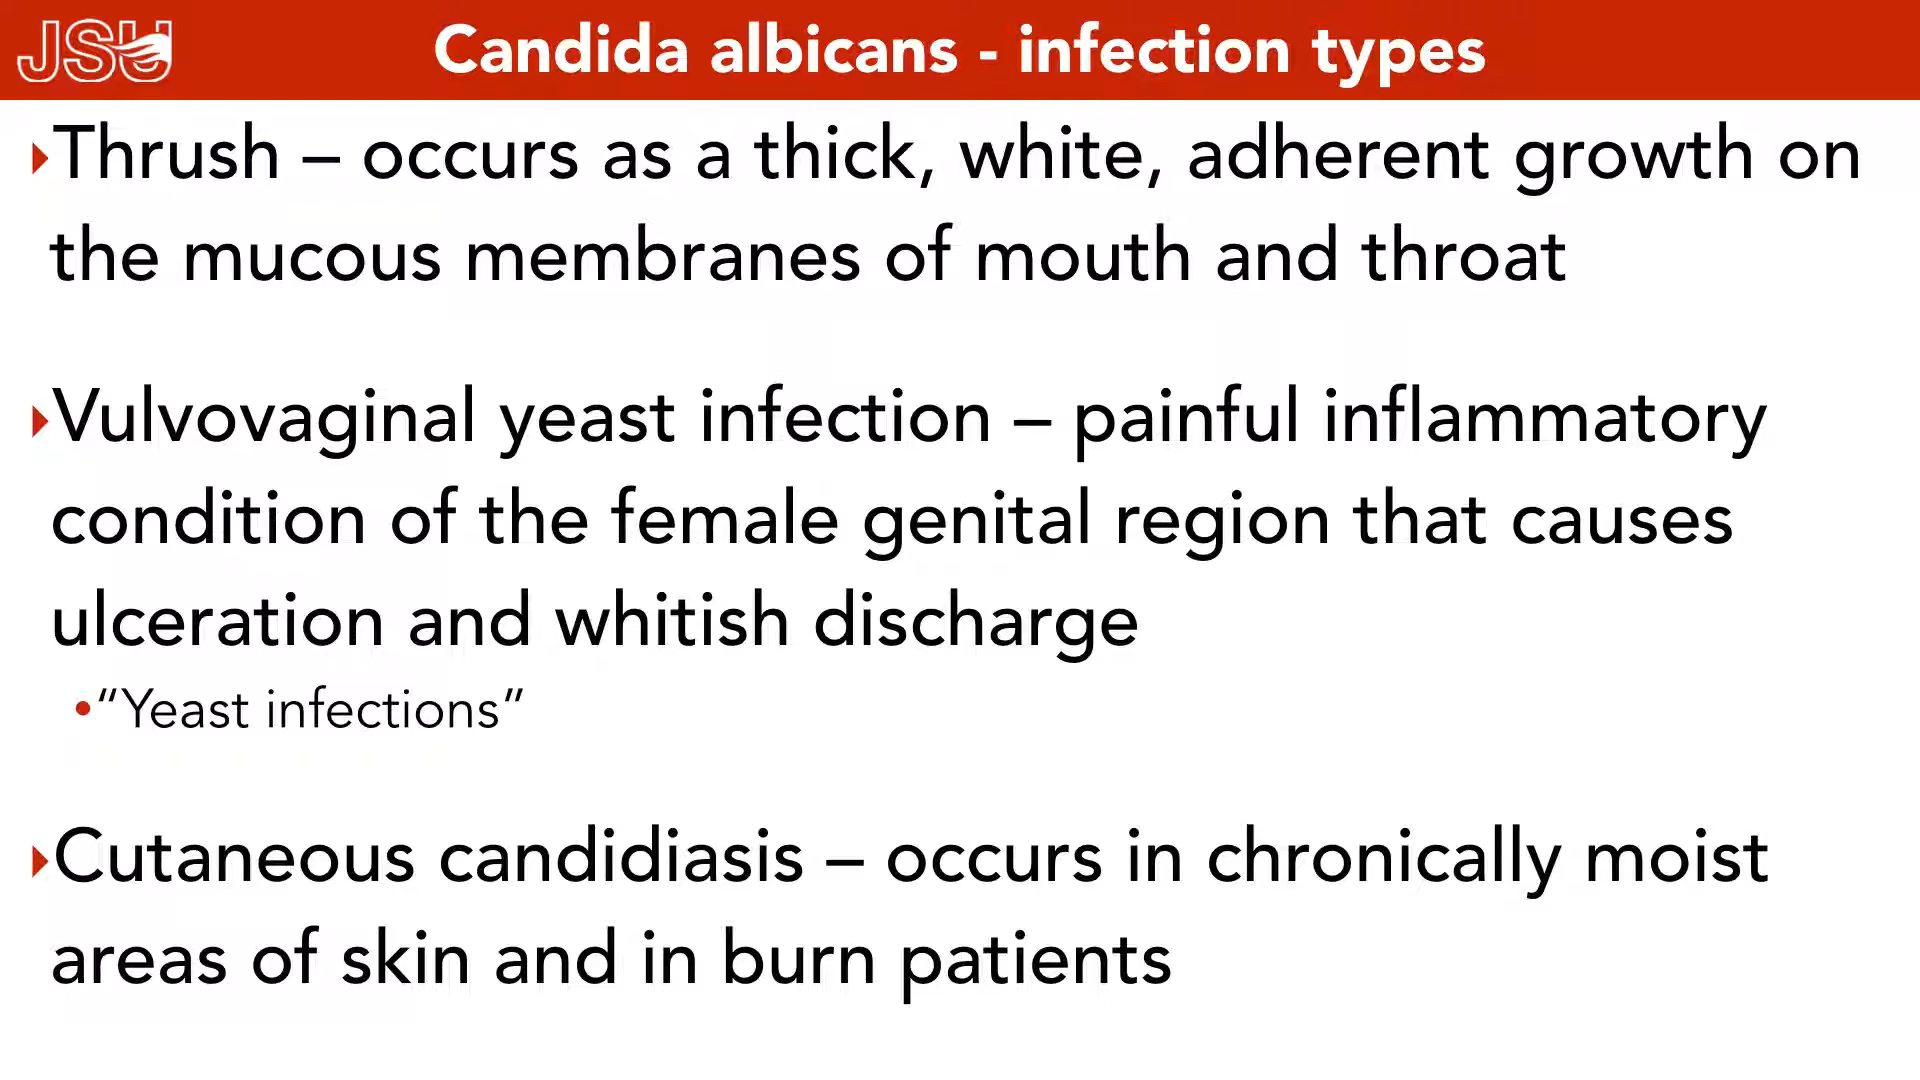 JSU
Candida albicans - infection types
‣Thrush – occurs as a thick, white, adherent growth on
the mucous membranes of mouth and throat
‣Vulvovaginal yeast infection – painful inflammatory
condition of the female genital region that causes
ulceration and whitish discharge
•“Yeast infections”
‣Cutaneous candidiasis – occurs in chronically moist
areas of skin and in burn patients